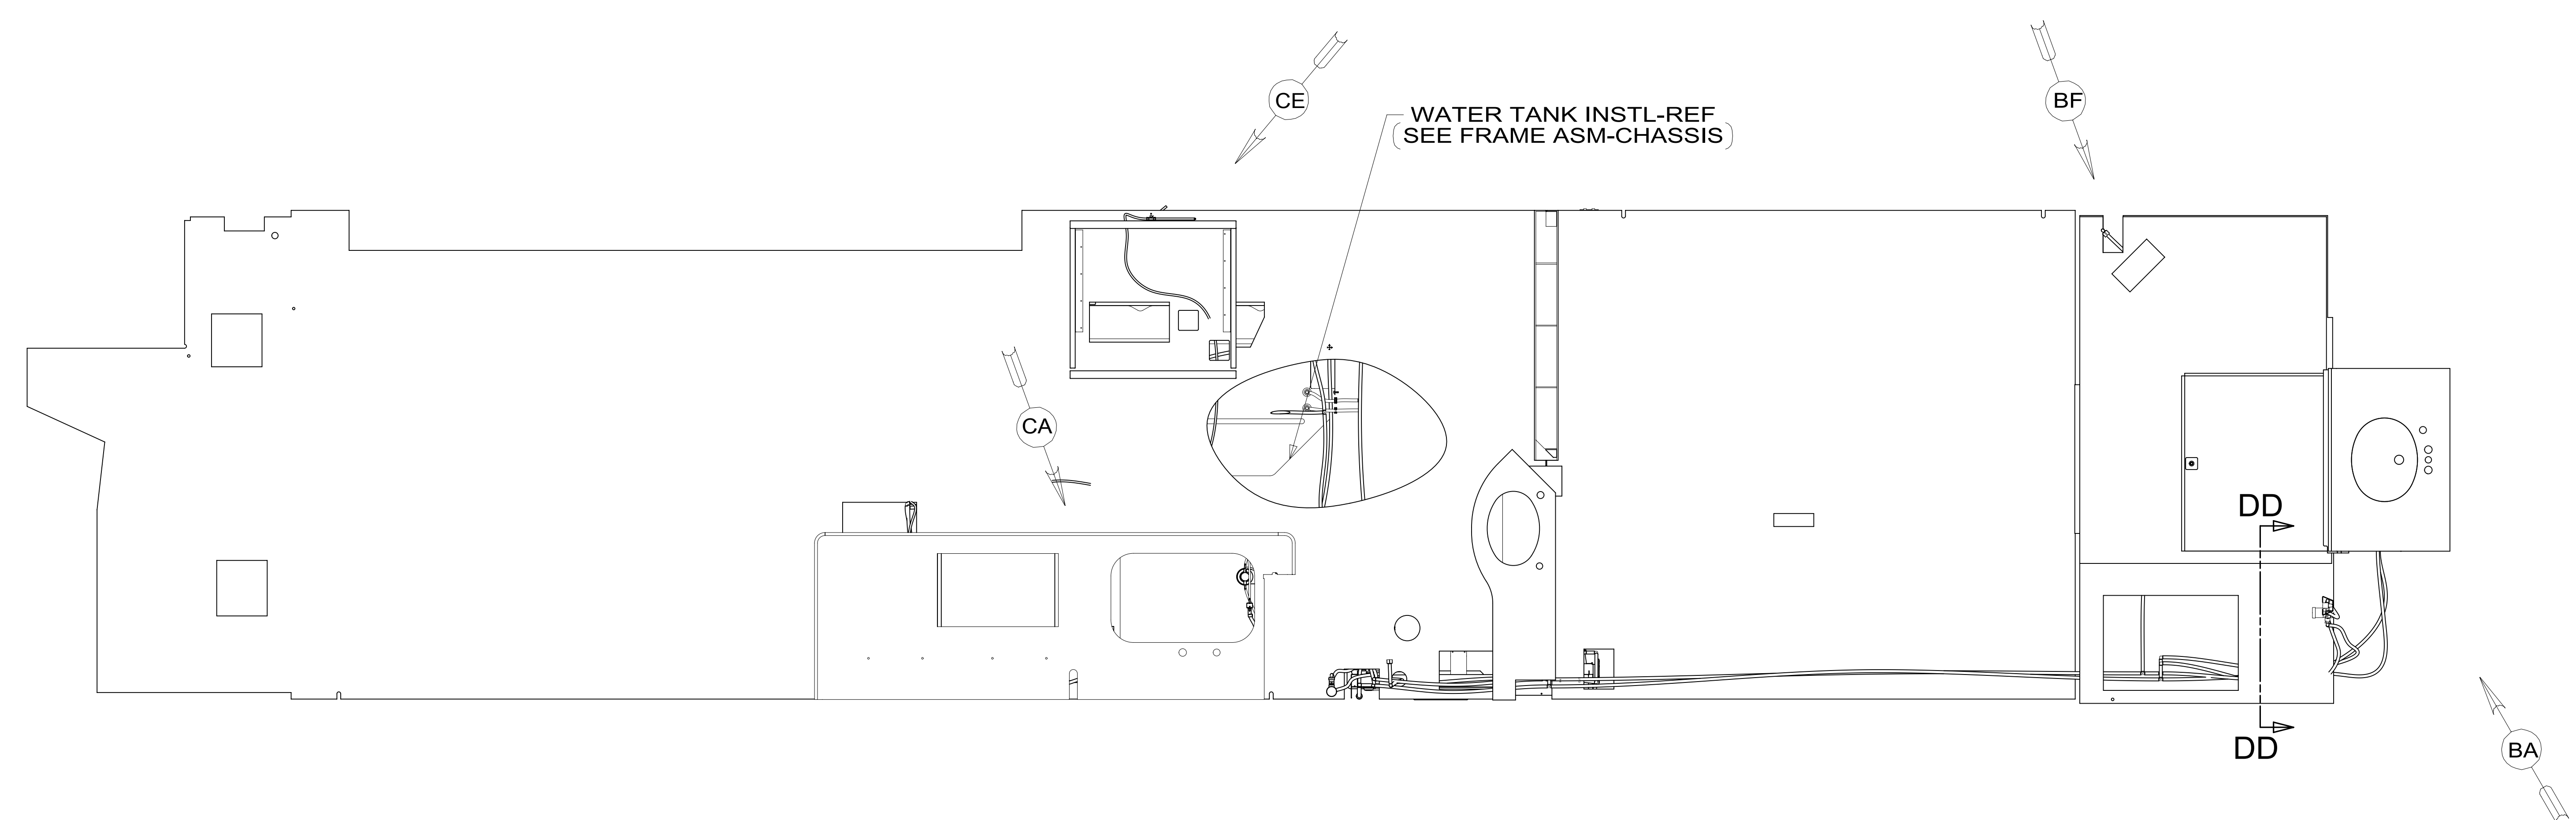 CE
BF
WATER TANK INSTL-REF
(SEE FRAME ASM-CHASSIS)
CA
DD
DD
BA